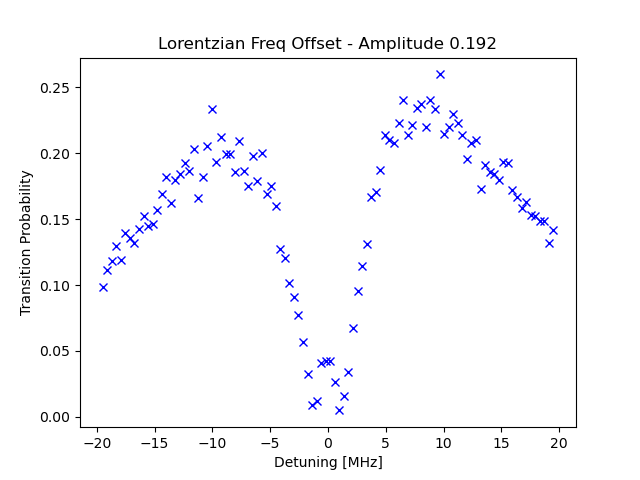 Lorentzian Freq Offset - Amplitude 0.192
Transition Probability
0.25
0.20
0.15
0.10
0.05
0.00
−20 −15 −10 −5 0 5 10 15 20
Detuning [MHz]